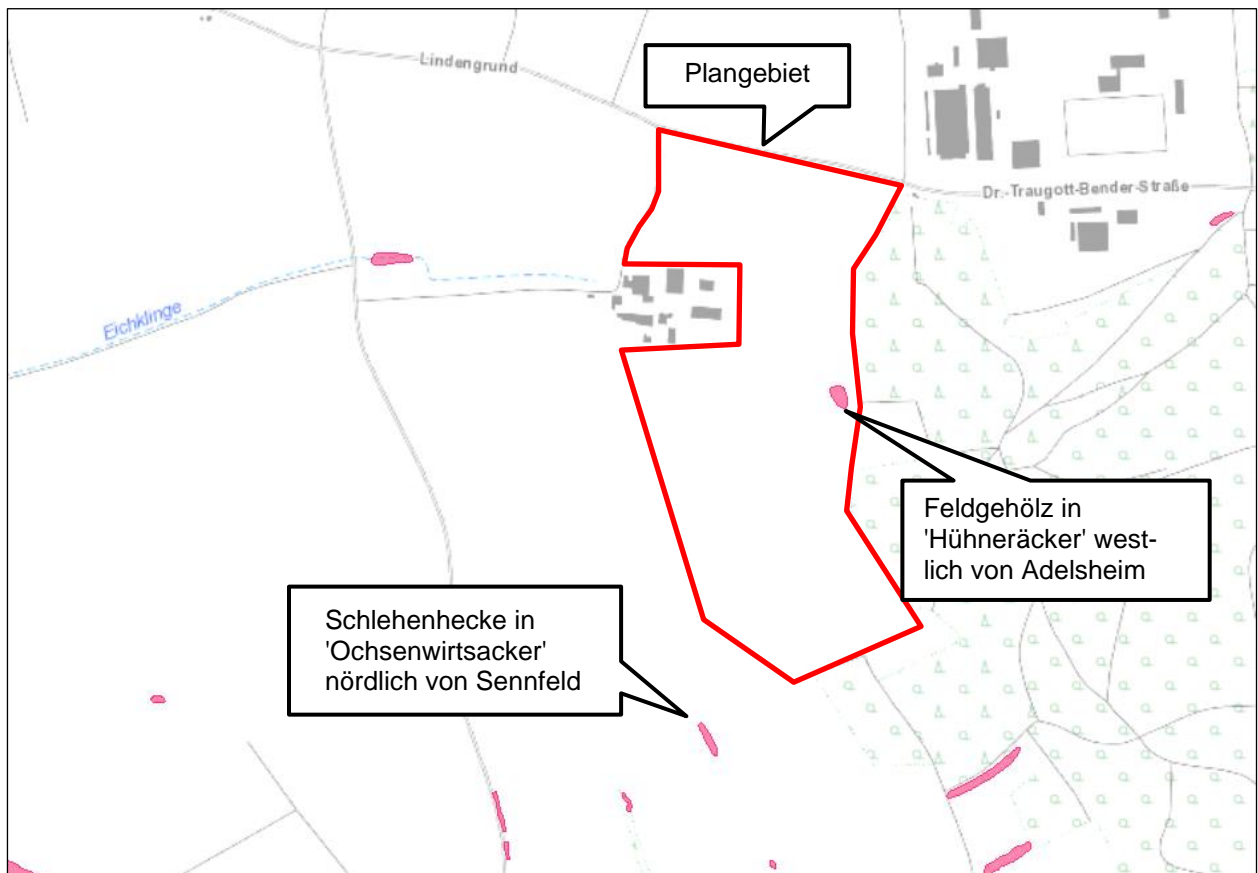 Lindengrund
Plangebiet
Dr.-Traugott-Bender-Straße
Eichklinge
Feldgehölz in
'Hühneräcker' west-
lich von Adelsheim
Schlehenhecke in
'Ochsenwirtsacker'
nördlich von Sennfeld